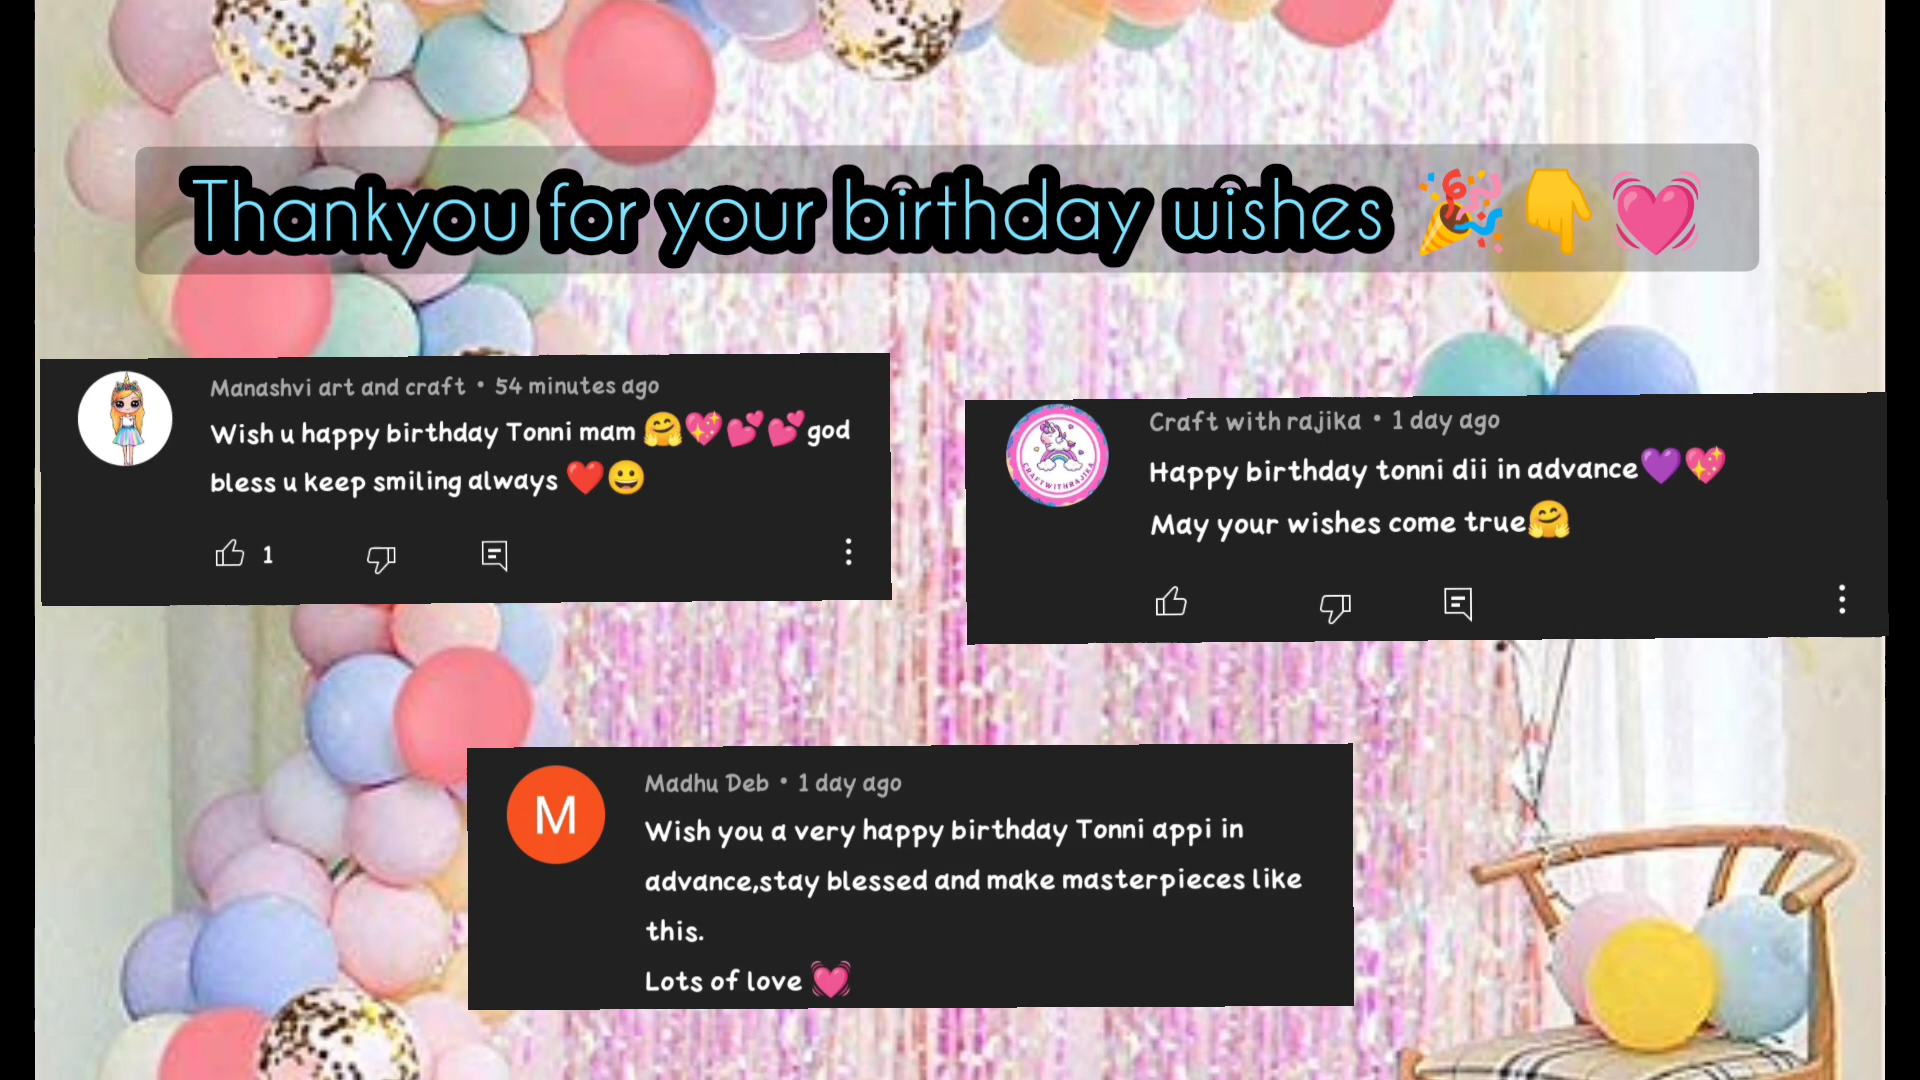 Thankyou for your birthday wishes 🎉👇💓
Manashvi art and craft • 54 minutes ago
Wish u happy birthday Tonni mam 🤗💖💕💕god
bless u keep smiling always ❤️😀
1
Craft with rajika • 1 day ago
Happy birthday tonni dii in advance💜💖
May your wishes come true🤗
CRAFTWITHRAJIKA
M
Madhu Deb • 1 day ago
Wish you a very happy birthday Tonni appi in
advance,stay blessed and make masterpieces like
this.
Lots of love 💓